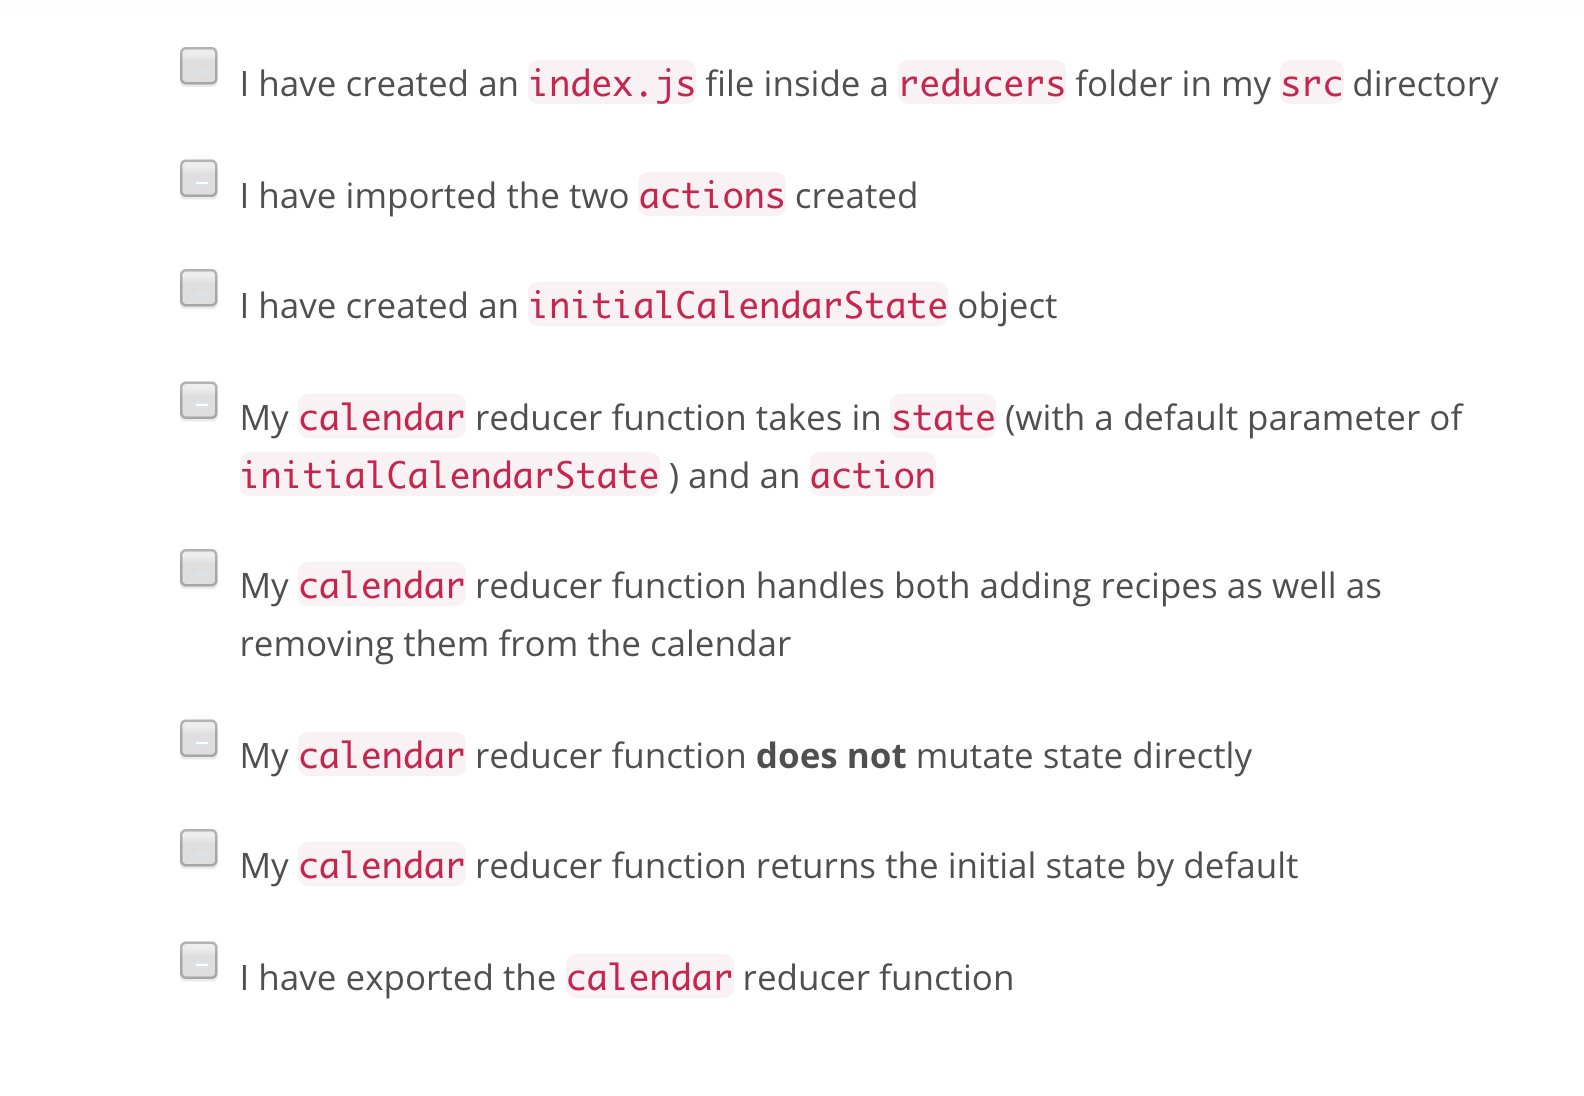 I have created an index.js file inside a reducers folder in my src directory
I have imported the two actions created
I have created an initialCalendarState object
My calendar reducer function takes in state (with a default parameter of
initialCalendarState ) and an action
My calendar reducer function handles both adding recipes as well as
removing them from the calendar
My calendar reducer function does not mutate state directly
My calendar reducer function returns the initial state by default
I have exported the calendar reducer function